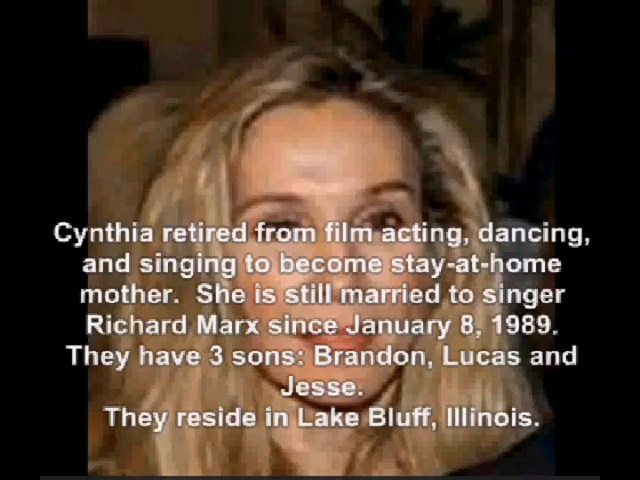 Cynthia retired from film acting, dancing,
and singing to become stay-at-home
mother.  She is still married to singer
Richard Marx since January 8, 1989.
They have 3 sons: Brandon, Lucas and
Jesse.
They reside in Lake Bluff, Illinois.